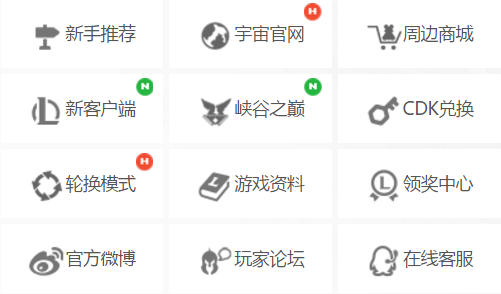 新手推荐
H
宇宙官网
周边商城
N
新客户端
N
峡谷之巅
CDK兑换
H
轮换模式
游戏资料
领奖中心
官方微博
玩家论坛
在线客服